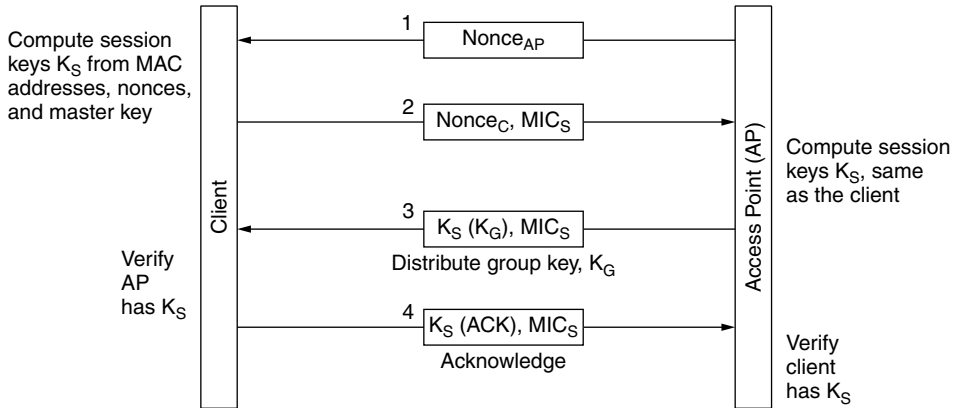 1
Nonce_AP
Compute session
keys K_S from MAC
addresses, nonces,
and master key
2
Nonce_C, MIC_S
Client
Access Point (AP)
Compute session
keys K_S, same
as the client
3
K_S (K_G), MIC_S
Distribute group key, K_G
Verify
AP
has K_S
4
K_S (ACK), MIC_S
Acknowledge
Verify
client
has K_S